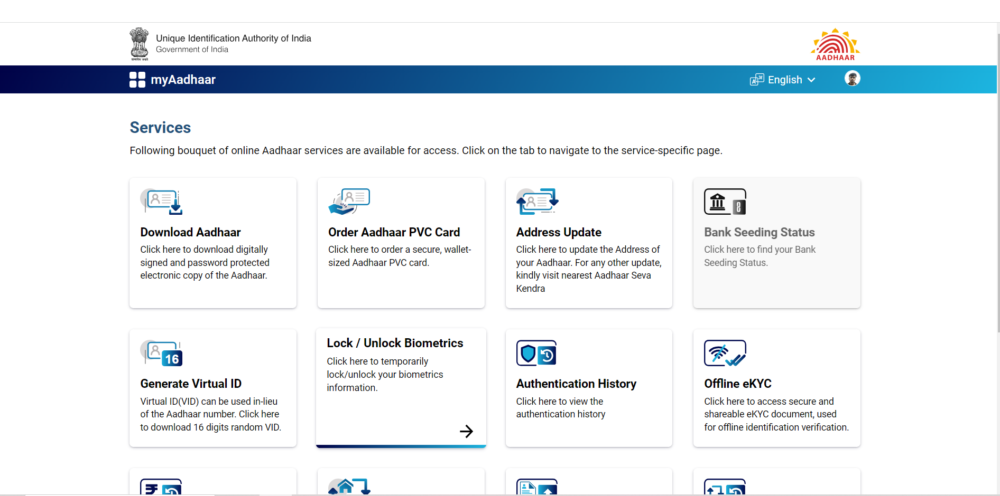 Unique Identification Authority of India
Government of India
सत्यमेव जयते
AADHAAR
myAadhaar
English
Services
Following bouquet of online Aadhaar services are available for access. Click on the tab to navigate to the service-specific page.
Download Aadhaar
Click here to download digitally
signed and password protected
electronic copy of the Aadhaar.
Order Aadhaar PVC Card
Click here to order a secure, wallet-
sized Aadhaar PVC card.
Address Update
Click here to update the Address of
your Aadhaar. For any other update,
kindly visit nearest Aadhaar Seva
Kendra
Bank Seeding Status
Click here to find your Bank
Seeding Status.
16
Generate Virtual ID
Virtual ID(VID) can be used in-lieu
of the Aadhaar number. Click here
to download 16 digits random VID.
Lock / Unlock Biometrics
Click here to temporarily
lock/unlock your biometrics
information.
Authentication History
Click here to view the
authentication history
Offline eKYC
Click here to access secure and
shareable eKYC document, used
for offline identification verification.
₹